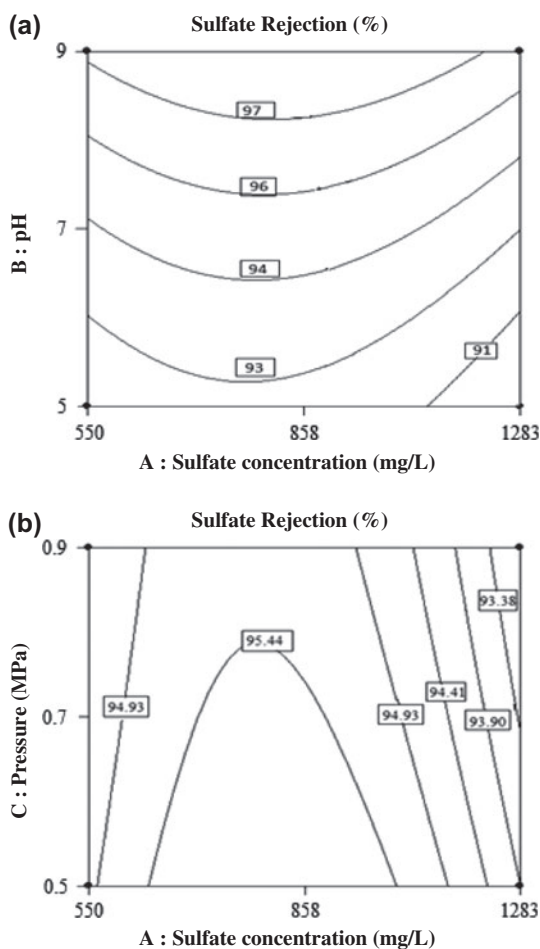 (a)
Sulfate Rejection (%)
9
97
96
7
B : pH
94
93
91
5
550
858
1283
A : Sulfate concentration (mg/L)
(b)
Sulfate Rejection (%)
0.9
93.38
95.44
94.93
94.41
C : Pressure (MPa)
0.7
94.93
93.90
0.5
550
858
1283
A : Sulfate concentration (mg/L)